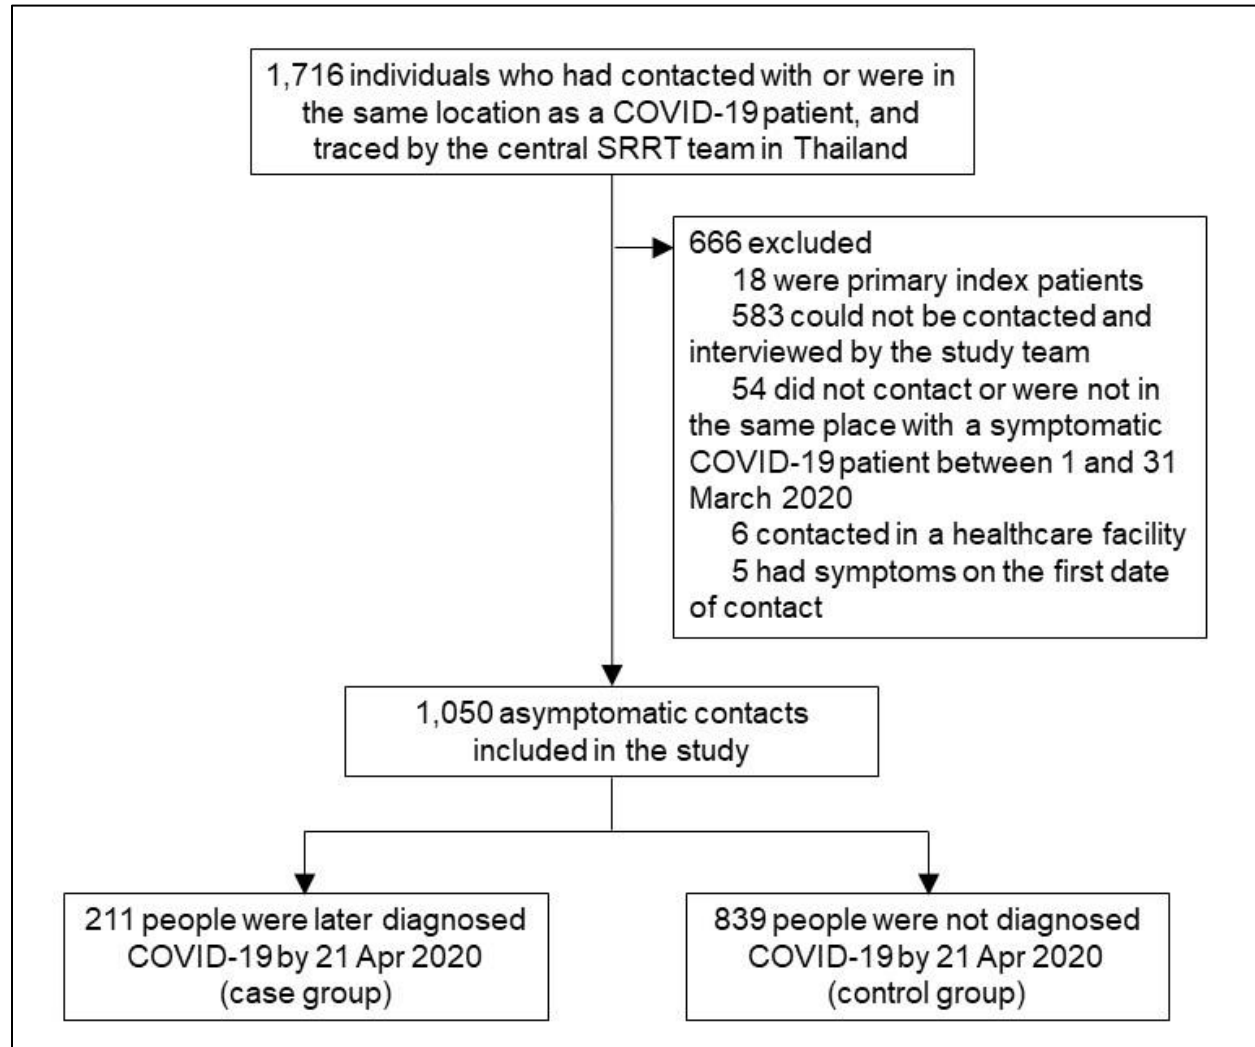 1,716 individuals who had contacted with or were in
the same location as a COVID-19 patient, and
traced by the central SRRT team in Thailand
666 excluded
18 were primary index patients
583 could not be contacted and
interviewed by the study team
54 did not contact or were not in
the same place with a symptomatic
COVID-19 patient between 1 and 31
March 2020
6 contacted in a healthcare facility
5 had symptoms on the first date
of contact
1,050 asymptomatic contacts
included in the study
211 people were later diagnosed
COVID-19 by 21 Apr 2020
(case group)
839 people were not diagnosed
COVID-19 by 21 Apr 2020
(control group)